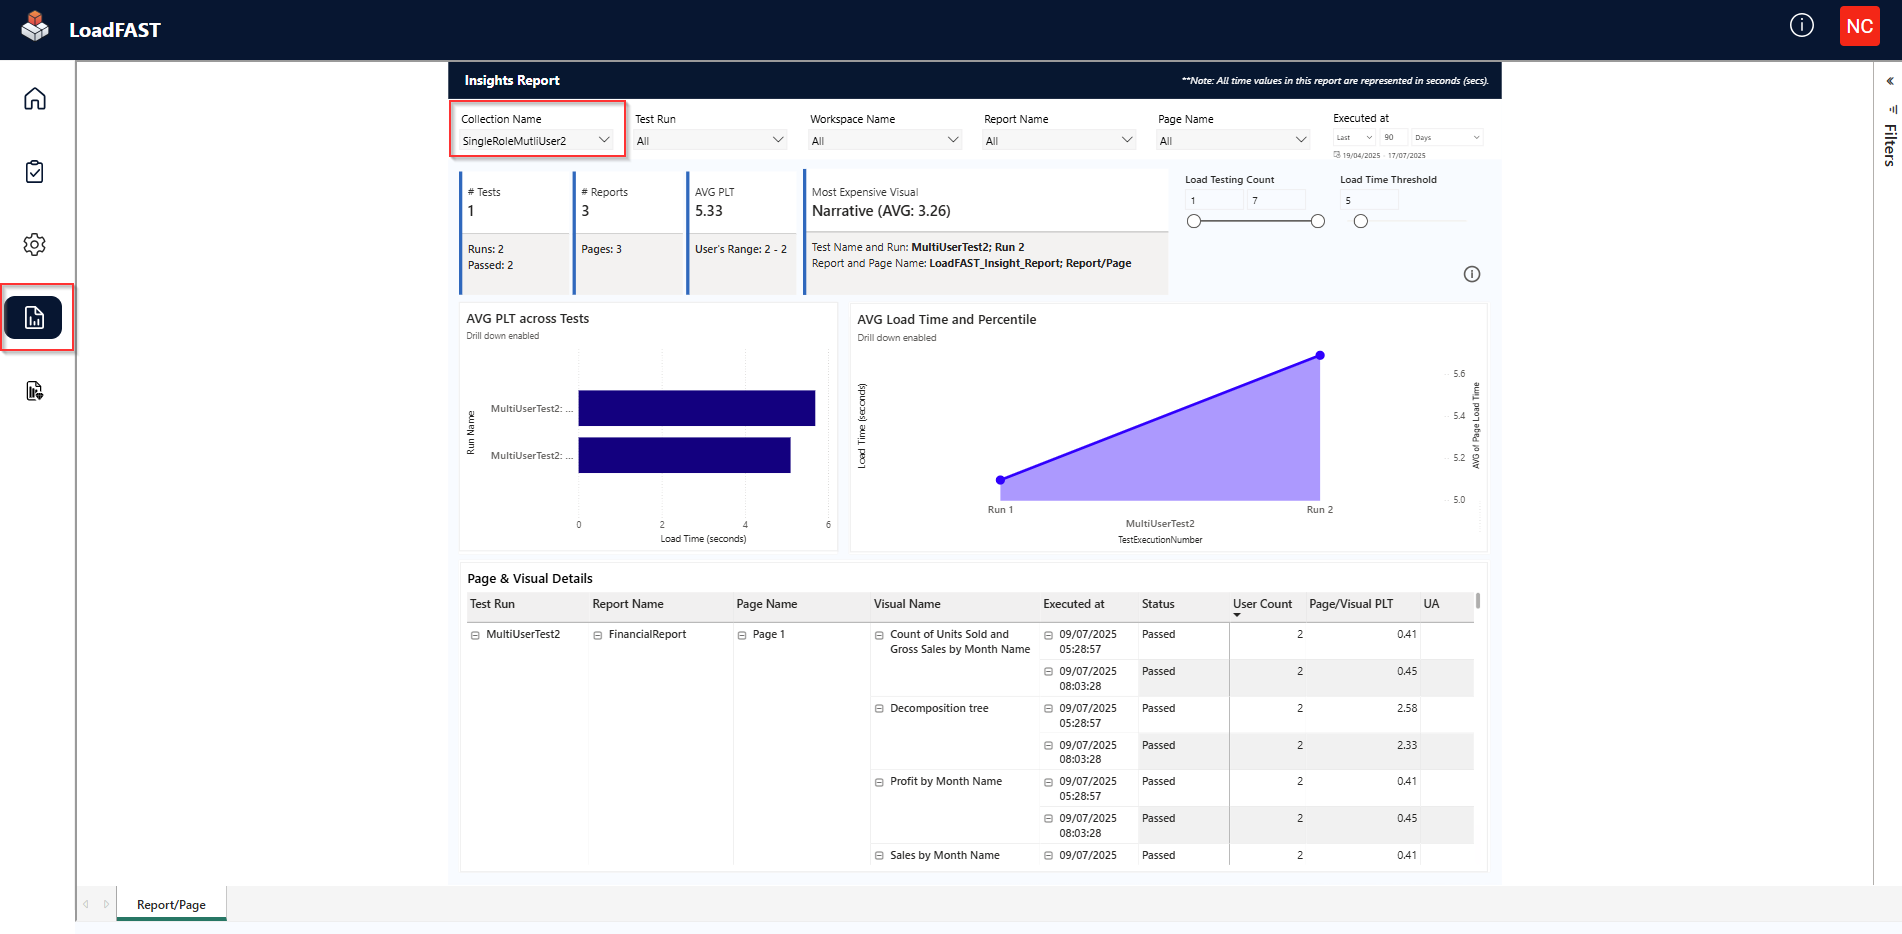 LoadFAST
NC
Insights Report
**Note: All time values in this report are represented in seconds (secs).
Collection Name
SingleRoleMutliUser2
Test Run
All
Workspace Name
All
Report Name
All
Page Name
All
Executed at
Last
90
Days
19/04/2025 - 17/07/2025
Filters
# Tests
1
Runs: 2
Passed: 2
# Reports
3
Pages: 3
AVG PLT
5.33
User's Range: 2 - 2
Most Expensive Visual
Narrative (AVG: 3.26)
Test Name and Run: MultiUserTest2; Run 2
Report and Page Name: LoadFAST_Insight_Report; Report/Page
Load Testing Count
1 7
Load Time Threshold
5
AVG PLT across Tests
Drill down enabled
Run Name
MultiUserTest2: ...
MultiUserTest2: ...
0 2 4 6
Load Time (seconds)
AVG Load Time and Percentile
Drill down enabled
Load Time (seconds)
5.6
5.4
5.2
5.0
AVG of Page Load Time
Run 1 Run 2
MultiUserTest2
TestExecutionNumber
Page & Visual Details
Test Run Report Name Page Name Visual Name Executed at Status User Count Page/Visual PLT UA
MultiUserTest2 FinancialReport Page 1 Count of Units Sold and 09/07/2025 Passed 2 0.41
Gross Sales by Month Name 05:28:57
09/07/2025 Passed 2 0.45
08:03:28
Decomposition tree 09/07/2025 Passed 2 2.58
05:28:57
09/07/2025 Passed 2 2.33
08:03:28
Profit by Month Name 09/07/2025 Passed 2 0.41
05:28:57
09/07/2025 Passed 2 0.45
08:03:28
Sales by Month Name 09/07/2025 Passed 2 0.41
Report/Page